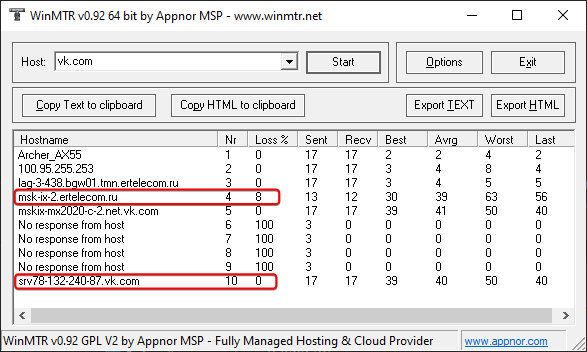 WinMTR v0.92 64 bit by Appnor MSP - www.winmtr.net
Host: vk.com Start Options Exit
Copy Text to clipboard Copy HTML to clipboard Export TEXT Export HTML
Hostname Nr Loss % Sent Recv Best Avrg Worst Last
Archer_AX55 1 0 17 17 2 2 4 2
100.95.255.253 2 0 17 17 3 4 8 4
lag-3-438.bgw01.tmn.ertelecom.ru 3 0 17 17 3 4 5 5
msk-ix-2.ertelecom.ru 4 8 13 12 30 39 63 56
mskix-mx2020-c-2.net.vk.com 5 0 17 17 39 41 50 40
No response from host 6 100 3 0 0 0 0 0
No response from host 7 100 3 0 0 0 0 0
No response from host 8 100 3 0 0 0 0 0
No response from host 9 100 3 0 0 0 0 0
srv78-132-240-87.vk.com 10 0 17 17 39 40 50 40
WinMTR v0.92 GPL V2 by Appnor MSP - Fully Managed Hosting & Cloud Provider www.appnor.com